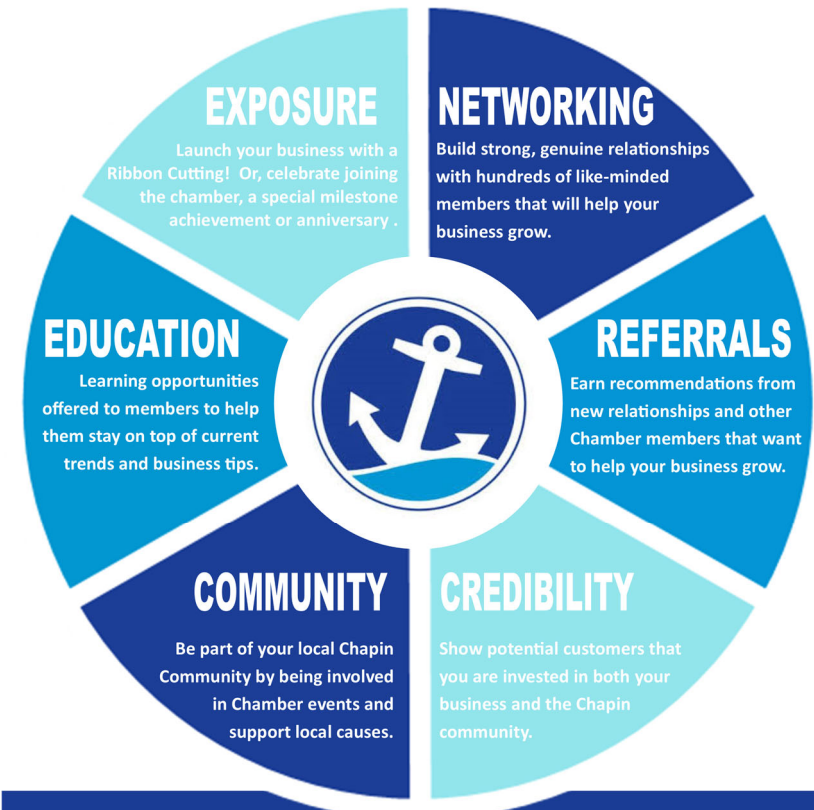 EXPOSURE
Launch your business with a
Ribbon Cutting! Or, celebrate joining
the chamber, a special milestone
achievement or anniversary .
NETWORKING
Build strong, genuine relationships
with hundreds of like-minded
members that will help your
business grow.
EDUCATION
Learning opportunities
offered to members to help
them stay on top of current
trends and business tips.
REFERRALS
Earn recommendations from
new relationships and other
Chamber members that want
to help your business grow.
COMMUNITY
Be part of your local Chapin
Community by being involved
in Chamber events and
support local causes.
CREDIBILITY
Show potential customers that
you are invested in both your
business and the Chapin
community.